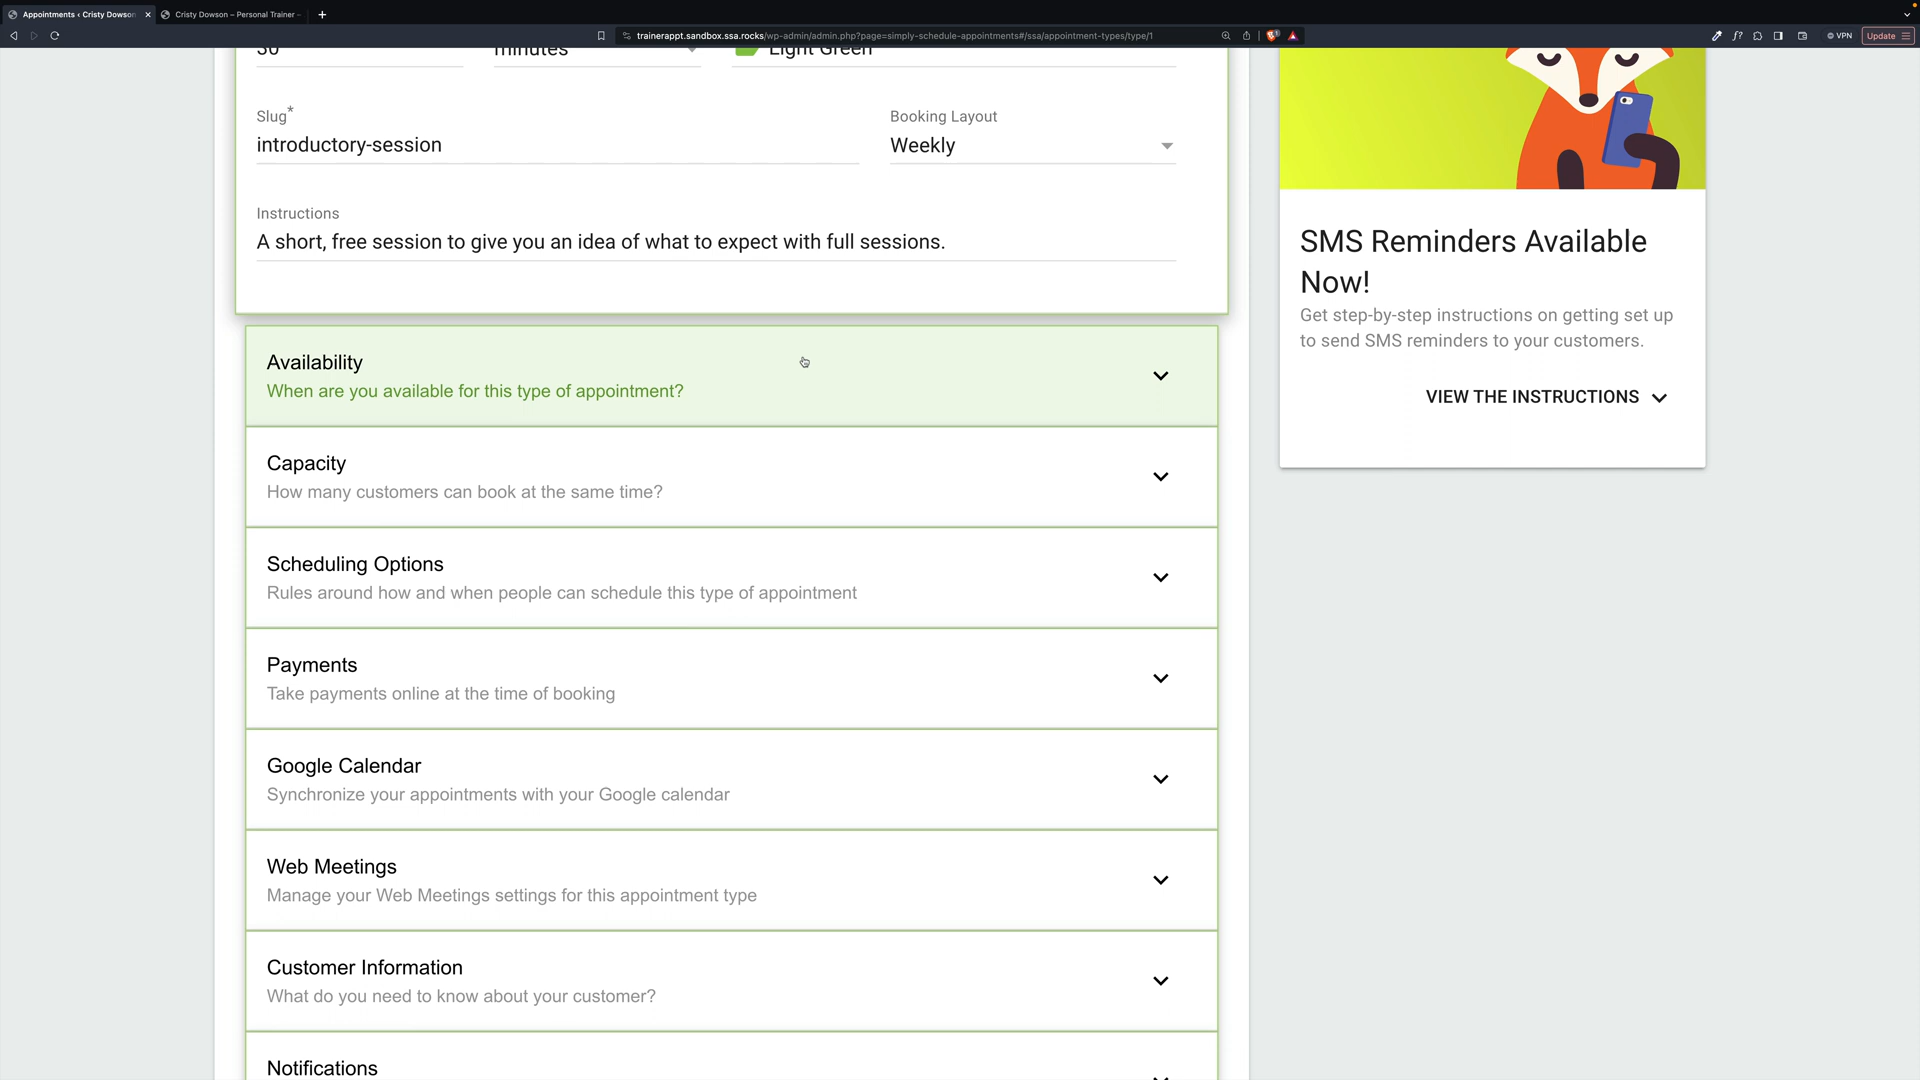 Appointments ‹ Cristy Dowson
Cristy Dowson – Personal Trainer -
trainerappt.sandbox.ssa.rocks/wp-admin/admin.php?page=simply-schedule-appointments#/ssa/appointment-types/type/1
VPN
Update
30
minutes
Light Green
Slug*
Booking Layout
introductory-session
Weekly
Instructions
A short, free session to give you an idea of what to expect with full sessions.
Availability
When are you available for this type of appointment?
Capacity
How many customers can book at the same time?
Scheduling Options
Rules around how and when people can schedule this type of appointment
Payments
Take payments online at the time of booking
Google Calendar
Synchronize your appointments with your Google calendar
Web Meetings
Manage your Web Meetings settings for this appointment type
Customer Information
What do you need to know about your customer?
Notifications
SMS Reminders Available
Now!
Get step-by-step instructions on getting set up
to send SMS reminders to your customers.
VIEW THE INSTRUCTIONS